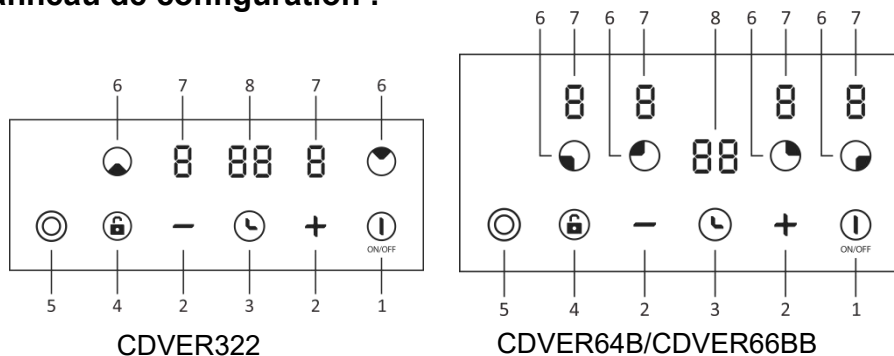 anneau de configuration :
6 7 8 7 6
8 88 8
ON/OFF
5 4 2 3 2 1
CDVER322
6 7 6 7 8 6 7 6 7
8 8 8 8
88
ON/OFF
5 4 2 3 2 1
CDVER64B/CDVER66BB